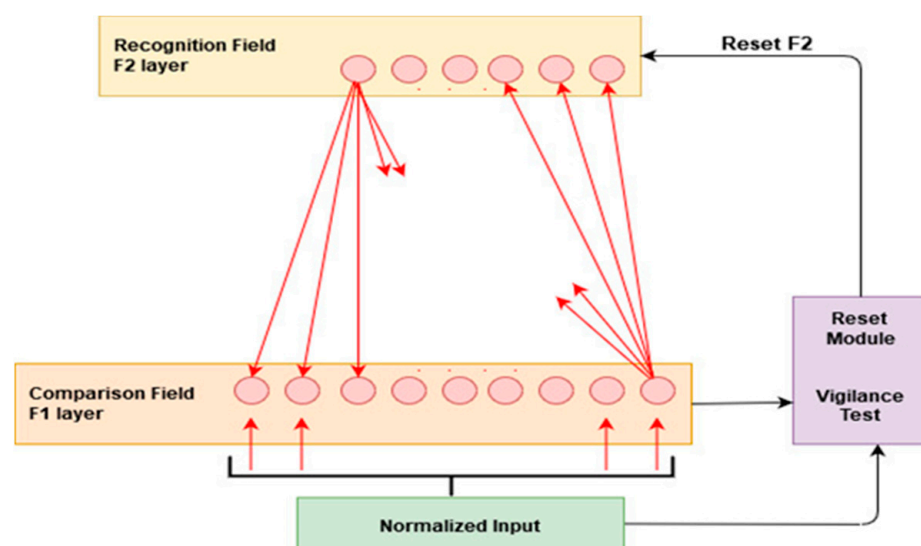 Recognition Field
F2 layer
Reset F2
Reset
Module
Vigilance
Test
Comparison Field
F1 layer
Normalized Input